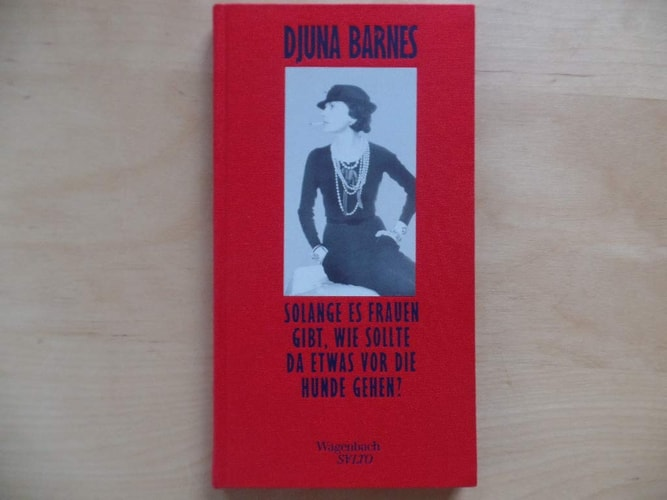 DJUNA BARNES
SOLANGE ES FRAUEN
GIBT, WIE SOLLTE
DA ETWAS VOR DIE
HUNDE GEHEN?
Wagenbach
SALTO